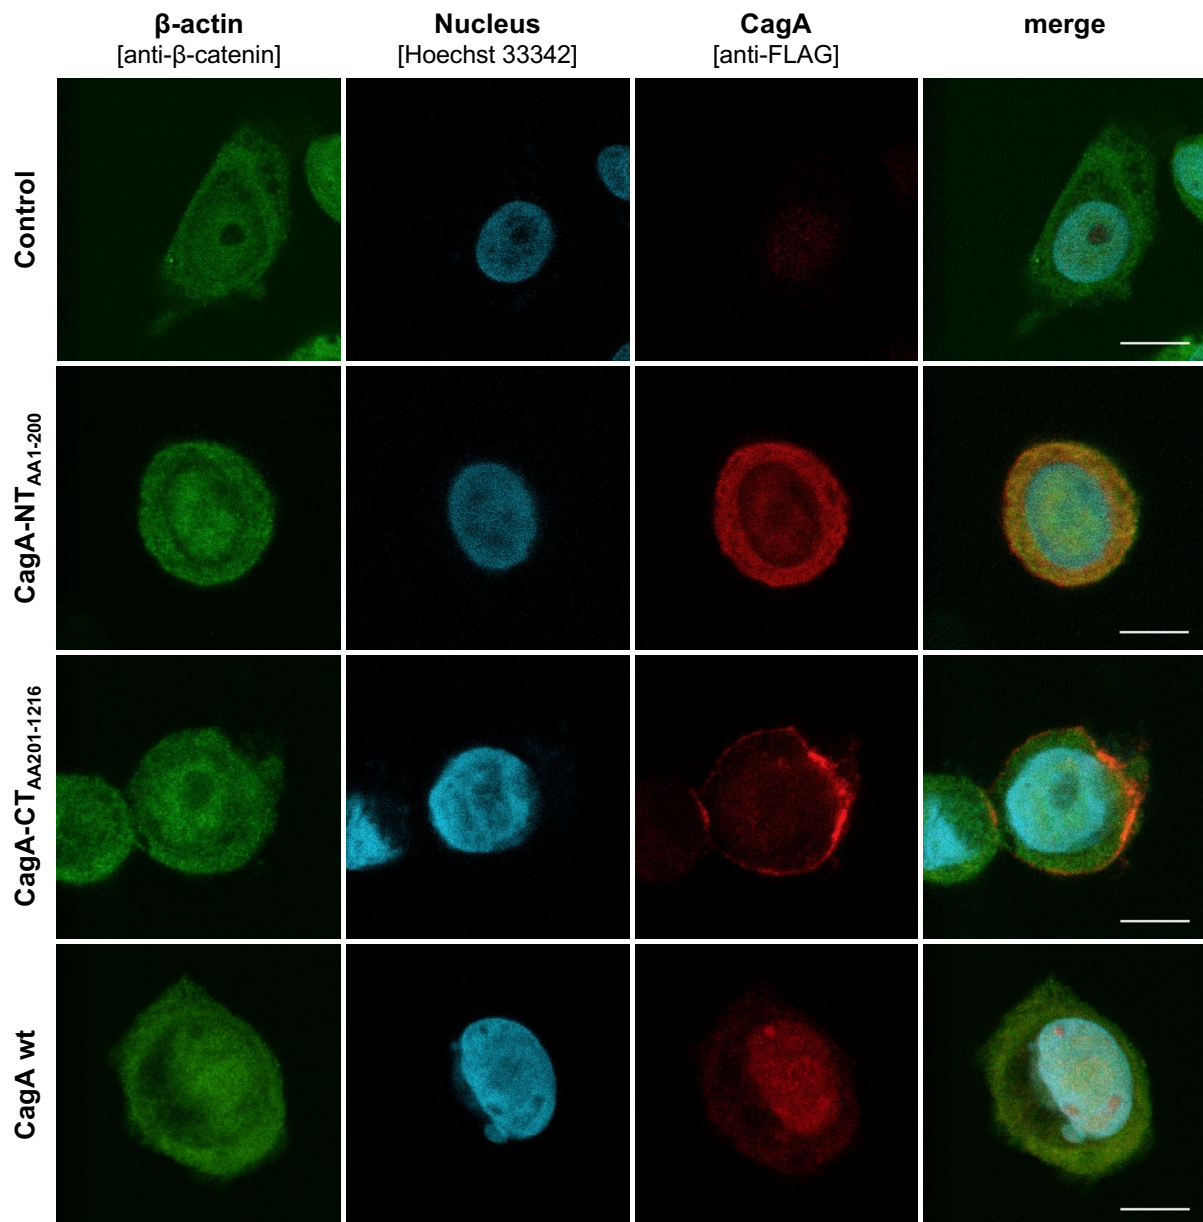 β-actin
[anti-β-catenin]
Nucleus
[Hoechst 33342]
CagA
[anti-FLAG]
merge
Control
CagA-NTAA1-200
CagA-CTAA201-1216
CagA wt